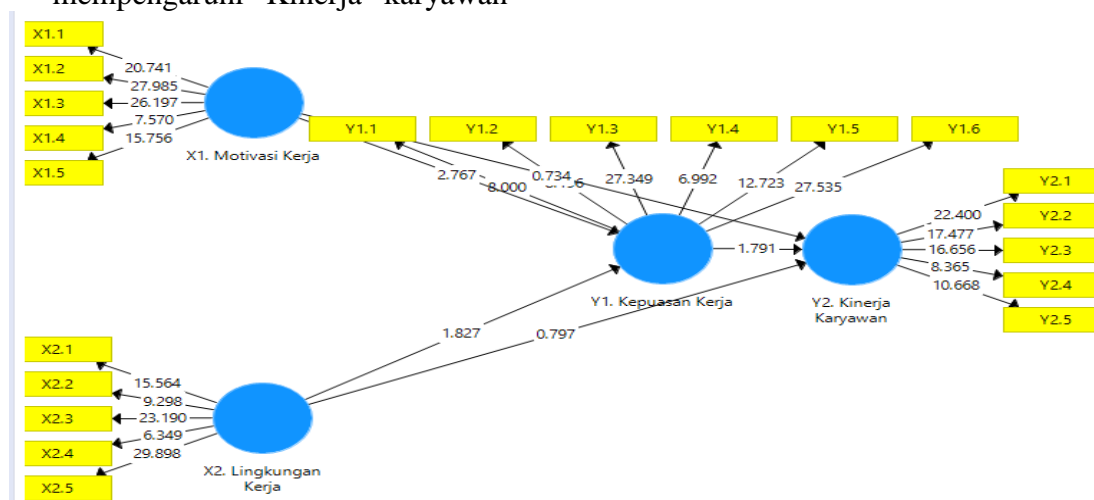 mempengaruhi Kinerja karyawan
X1.1
X1.2
X1.3
X1.4
X1.5
20.741
27.985
26.197
7.570
15.756
X1. Motivasi Kerja
Y1.1
Y1.2
Y1.3
Y1.4
Y1.5
Y1.6
2.767
8.000
0.734
27.349
6.992
12.723
27.535
Y2.1
Y2.2
Y2.3
Y2.4
Y2.5
22.400
17.477
16.656
8.365
10.668
1.791
Y1. Kepuasan Kerja
Y2. Kinerja
Karyawan
1.827
0.797
X2.1
X2.2
X2.3
X2.4
X2.5
15.564
9.298
23.190
6.349
29.898
X2. Lingkungan
Kerja